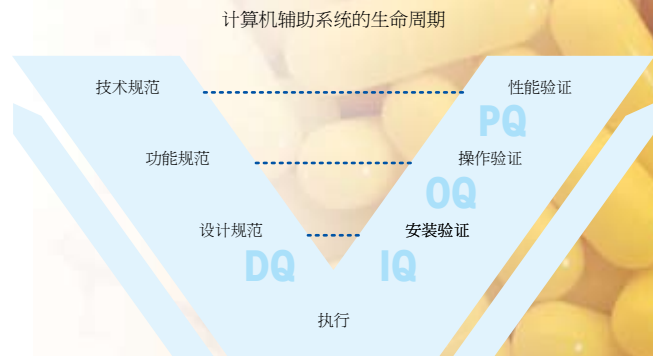 计算机辅助系统的生命周期
技术规范
性能验证
PQ
功能规范
操作验证
OQ
设计规范
安装验证
DQ
IQ
执行